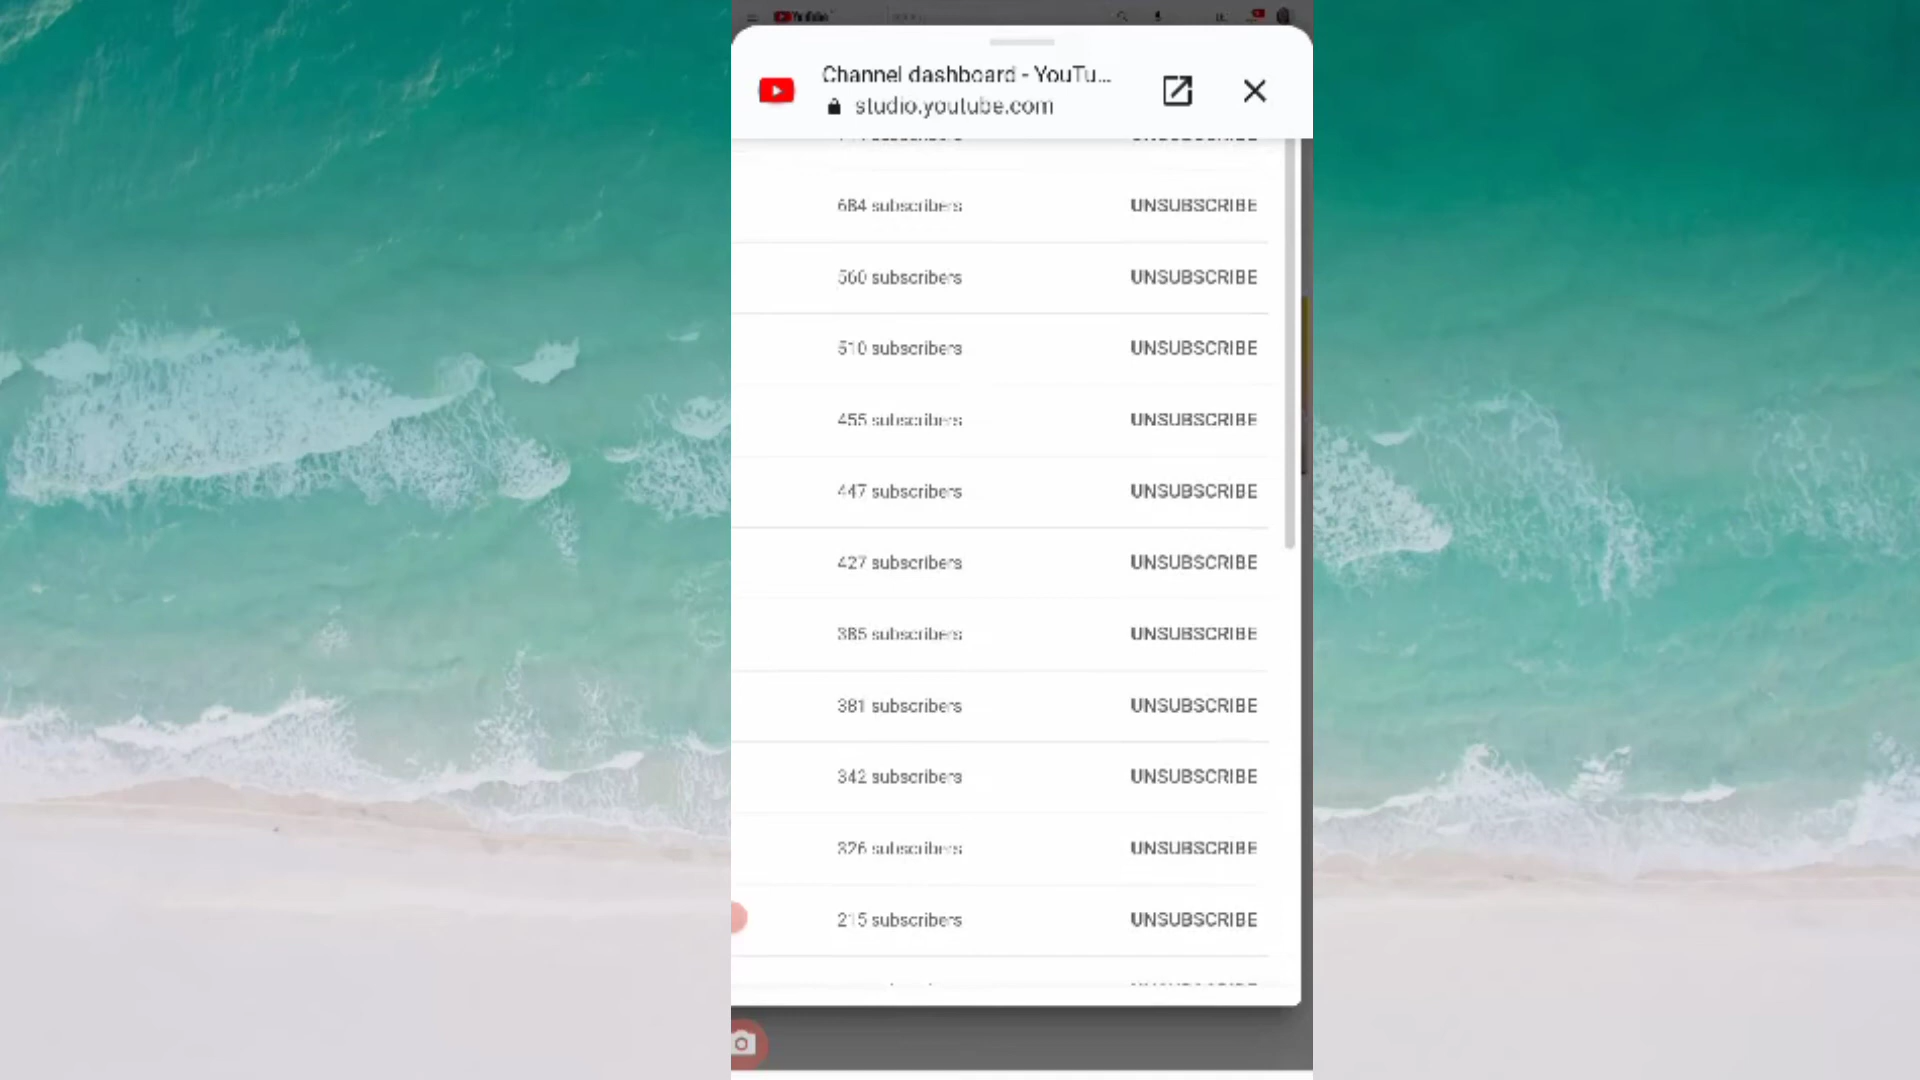 YouTube
Channel dashboard - YouTu...
studio.youtube.com
684 subscribers UNSUBSCRIBE
560 subscribers UNSUBSCRIBE
510 subscribers UNSUBSCRIBE
455 subscribers UNSUBSCRIBE
447 subscribers UNSUBSCRIBE
427 subscribers UNSUBSCRIBE
385 subscribers UNSUBSCRIBE
381 subscribers UNSUBSCRIBE
342 subscribers UNSUBSCRIBE
326 subscribers UNSUBSCRIBE
215 subscribers UNSUBSCRIBE